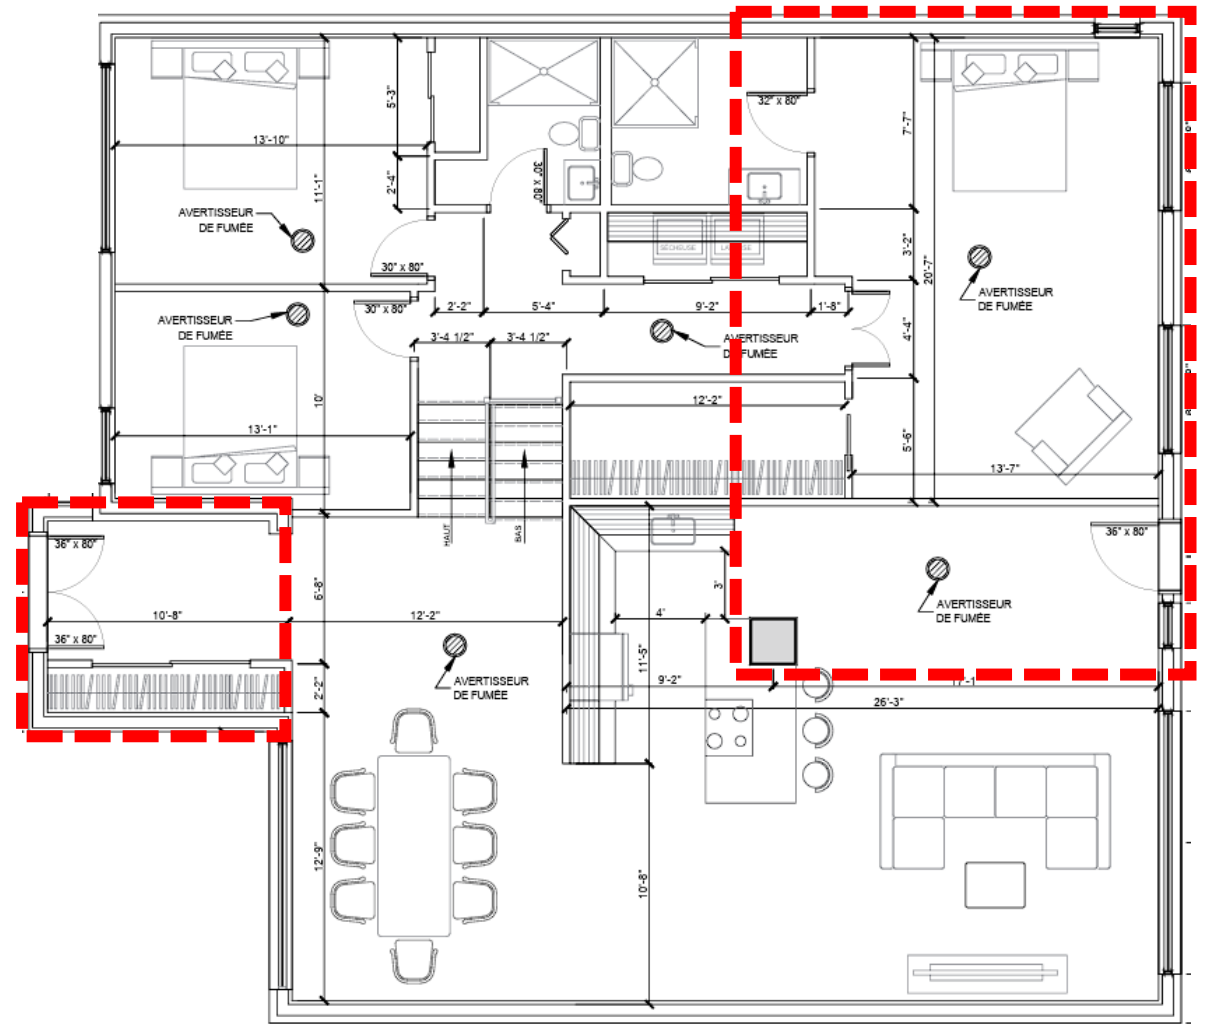 32" x 80"
5'-3"
7'-7"
13'-10"
2'-4"
11'-1"
30" x 80"
AVERTISSEUR
DE FUMÉE
3'-2"
SÉCHEUSE
20'-7"
30" x 80"
AVERTISSEUR
DE FUMÉE
30" x 80"
2'-2"
5'-4"
9'-2"
1'-8"
AVERTISSEUR
DE FUMÉE
4'-4"
AVERTISSEUR
DE FUMÉE
3'-4 1/2"
3'-4 1/2"
10'
12'-2"
13'-1"
5'-6"
13'-7"
HAUT
BAS
36" x 80"
36" x 80"
6'-8"
3'
AVERTISSEUR
DE FUMÉE
10'-8"
12'-2"
4'
36" x 80"
11'-5"
AVERTISSEUR
DE FUMÉE
2'-2"
9'-2"
17'-1"
26'-3"
12'-9"
10'-8"